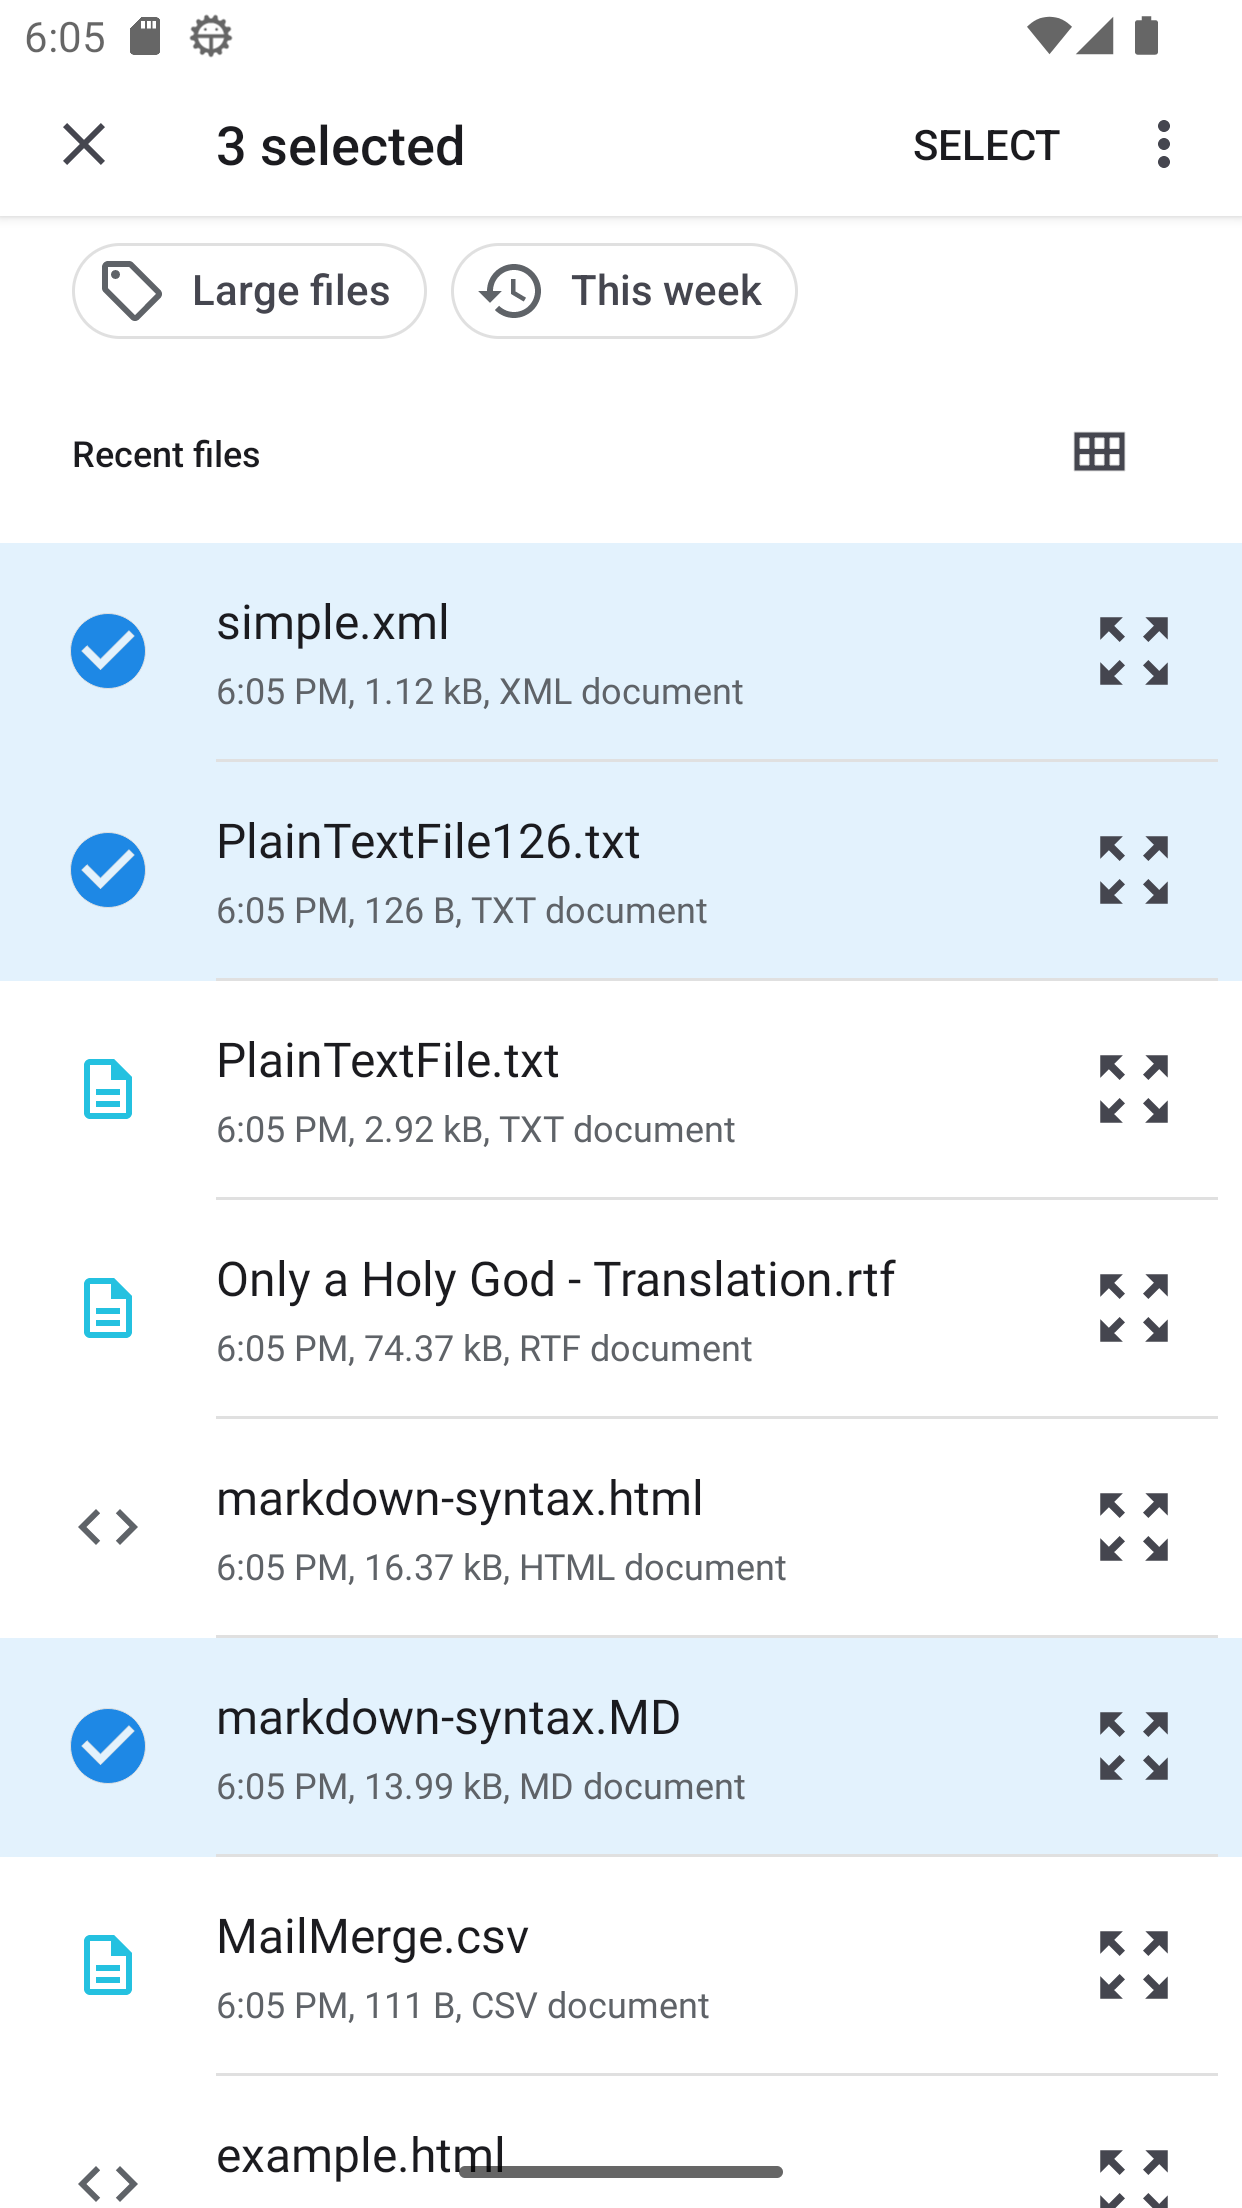 6:05
3 selected
SELECT
Large files
This week
Recent files
simple.xml
6:05 PM, 1.12 kB, XML document
PlainTextFile126.txt
6:05 PM, 126 B, TXT document
PlainTextFile.txt
6:05 PM, 2.92 kB, TXT document
Only a Holy God - Translation.rtf
6:05 PM, 74.37 kB, RTF document
markdown-syntax.html
6:05 PM, 16.37 kB, HTML document
markdown-syntax.MD
6:05 PM, 13.99 kB, MD document
MailMerge.csv
6:05 PM, 111 B, CSV document
example.html